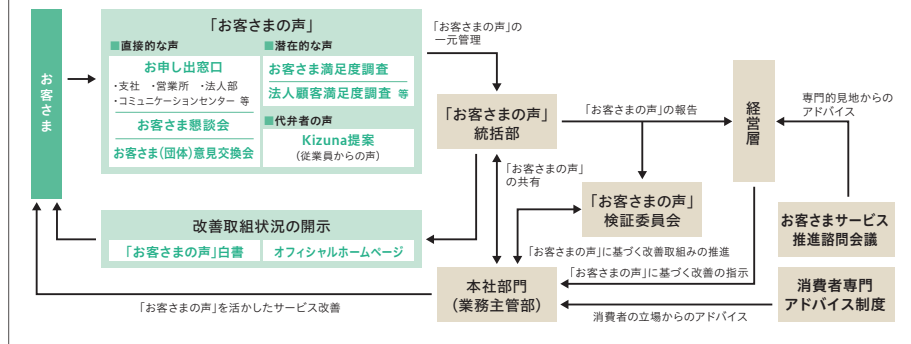 お客さま
「お客さまの声」
■直接的な声
お申し出窓口
・支社　・営業所　・法人部
・コミュニケーションセンター 等
お客さま懇談会
お客さま(団体)意見交換会
■潜在的な声
お客さま満足度調査
法人顧客満足度調査 等
■代弁者の声
Kizuna提案
(従業員からの声)
「お客さまの声」の
一元管理
「お客さまの声」
統括部
「お客さまの声」の報告
経営層
専門的見地からの
アドバイス
「お客さまの声」
の共有
「お客さまの声」
検証委員会
お客さまサービス
推進諮問会議
改善取組状況の開示
「お客さまの声」白書
オフィシャルホームページ
「お客さまの声」に基づく改善取組みの推進
「お客さまの声」に基づく改善の指示
本社部門
(業務主管部)
消費者専門
アドバイス制度
「お客さまの声」を活かしたサービス改善
消費者の立場からのアドバイス